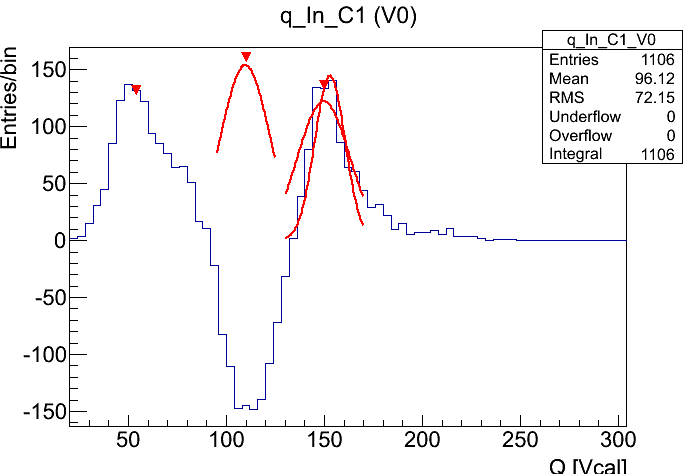 q_In_C1 (V0)
q_In_C1_V0
Entries 1106
Mean 96.12
RMS 72.15
Underflow 0
Overflow 0
Integral 1106
Entries/bin
150
100
50
0
-50
-100
-150
50 100 150 200 250 300
Q [Vcal]